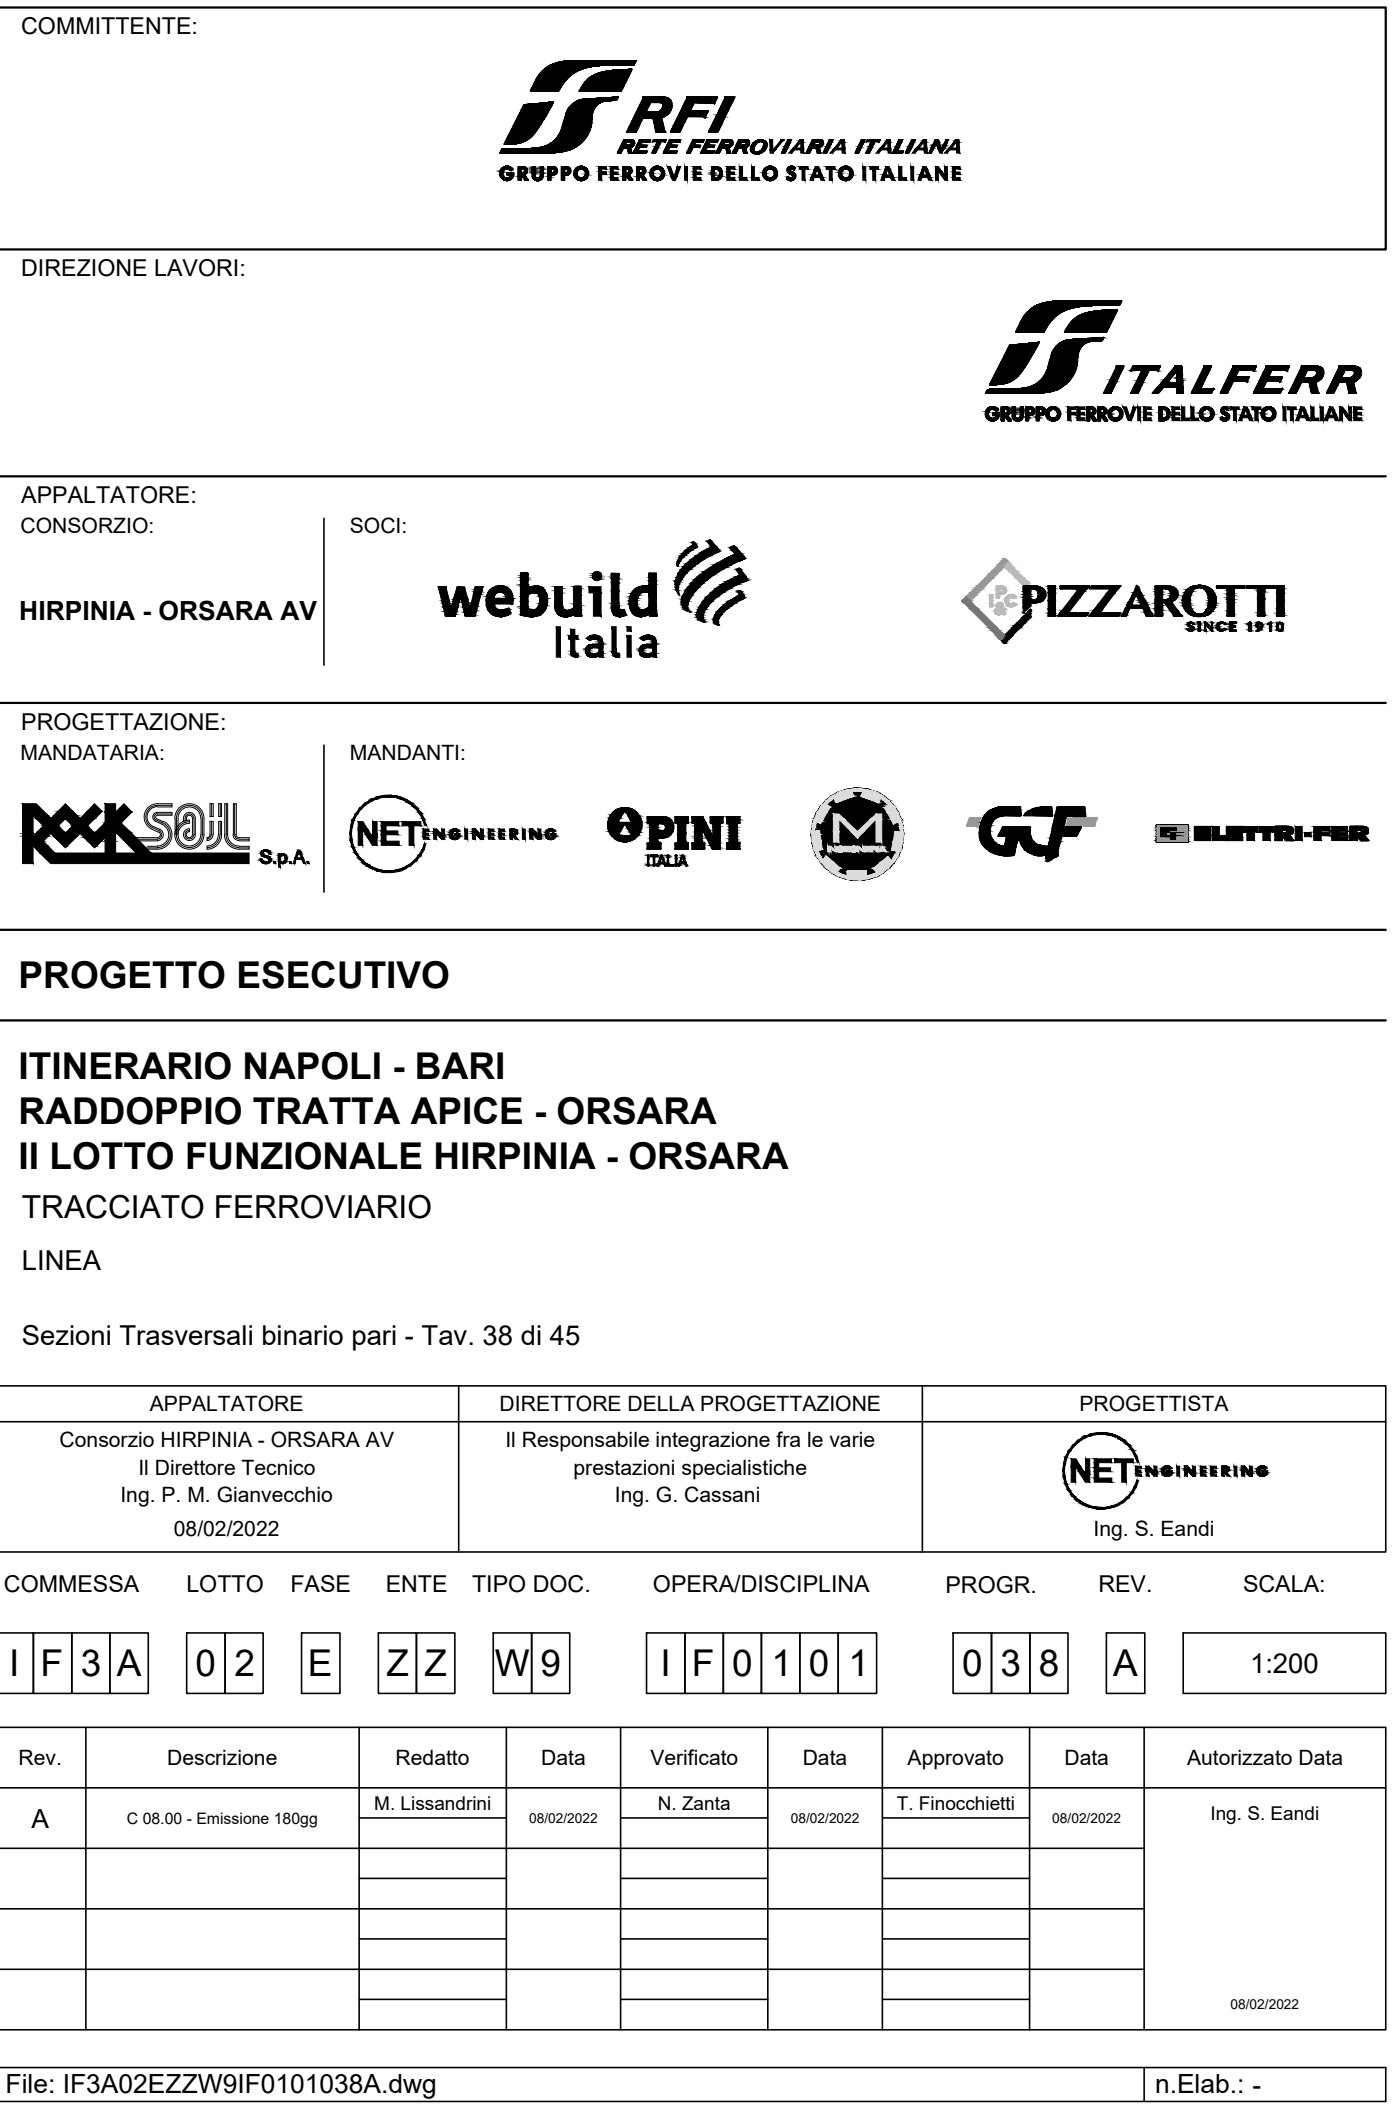 COMMITTENTE:
RFI
RETE FERROVIARIA ITALIANA
GRUPPO FERROVIE DELLO STATO ITALIANE
DIREZIONE LAVORI:
ITALFERR
GRUPPO FERROVIE DELLO STATO ITALIANE
APPALTATORE:
CONSORZIO:
SOCI:
HIRPINIA - ORSARA AV
webuild
Italia
PIZZAROTTI
SINCE 1910
PROGETTAZIONE:
MANDATARIA:
MANDANTI:
ROCKSOIL S.p.A.
NET ENGINEERING
PINI
ITALIA
M
GCF
ELETTRI-FER
PROGETTO ESECUTIVO
ITINERARIO NAPOLI - BARI
RADDOPPIO TRATTA APICE - ORSARA
II LOTTO FUNZIONALE HIRPINIA - ORSARA
TRACCIATO FERROVIARIO
LINEA
Sezioni Trasversali binario pari - Tav. 38 di 45
APPALTATORE DIRETTORE DELLA PROGETTAZIONE PROGETTISTA
Consorzio HIRPINIA - ORSARA AV
Il Direttore Tecnico
Ing. P. M. Gianvecchio
08/02/2022
Il Responsabile integrazione fra le varie
prestazioni specialistiche
Ing. G. Cassani
NET ENGINEERING
Ing. S. Eandi
COMMESSA LOTTO FASE ENTE TIPO DOC. OPERA/DISCIPLINA PROGR. REV. SCALA:
I F 3 A 0 2 E Z Z W 9 I F 0 1 0 1 0 3 8 A 1:200
Rev. Descrizione Redatto Data Verificato Data Approvato Data Autorizzato Data
A C 08.00 - Emissione 180gg M. Lissandrini 08/02/2022 N. Zanta 08/02/2022 T. Finocchietti 08/02/2022 Ing. S. Eandi
08/02/2022
File: IF3A02EZZW9IF0101038A.dwg n.Elab.: -